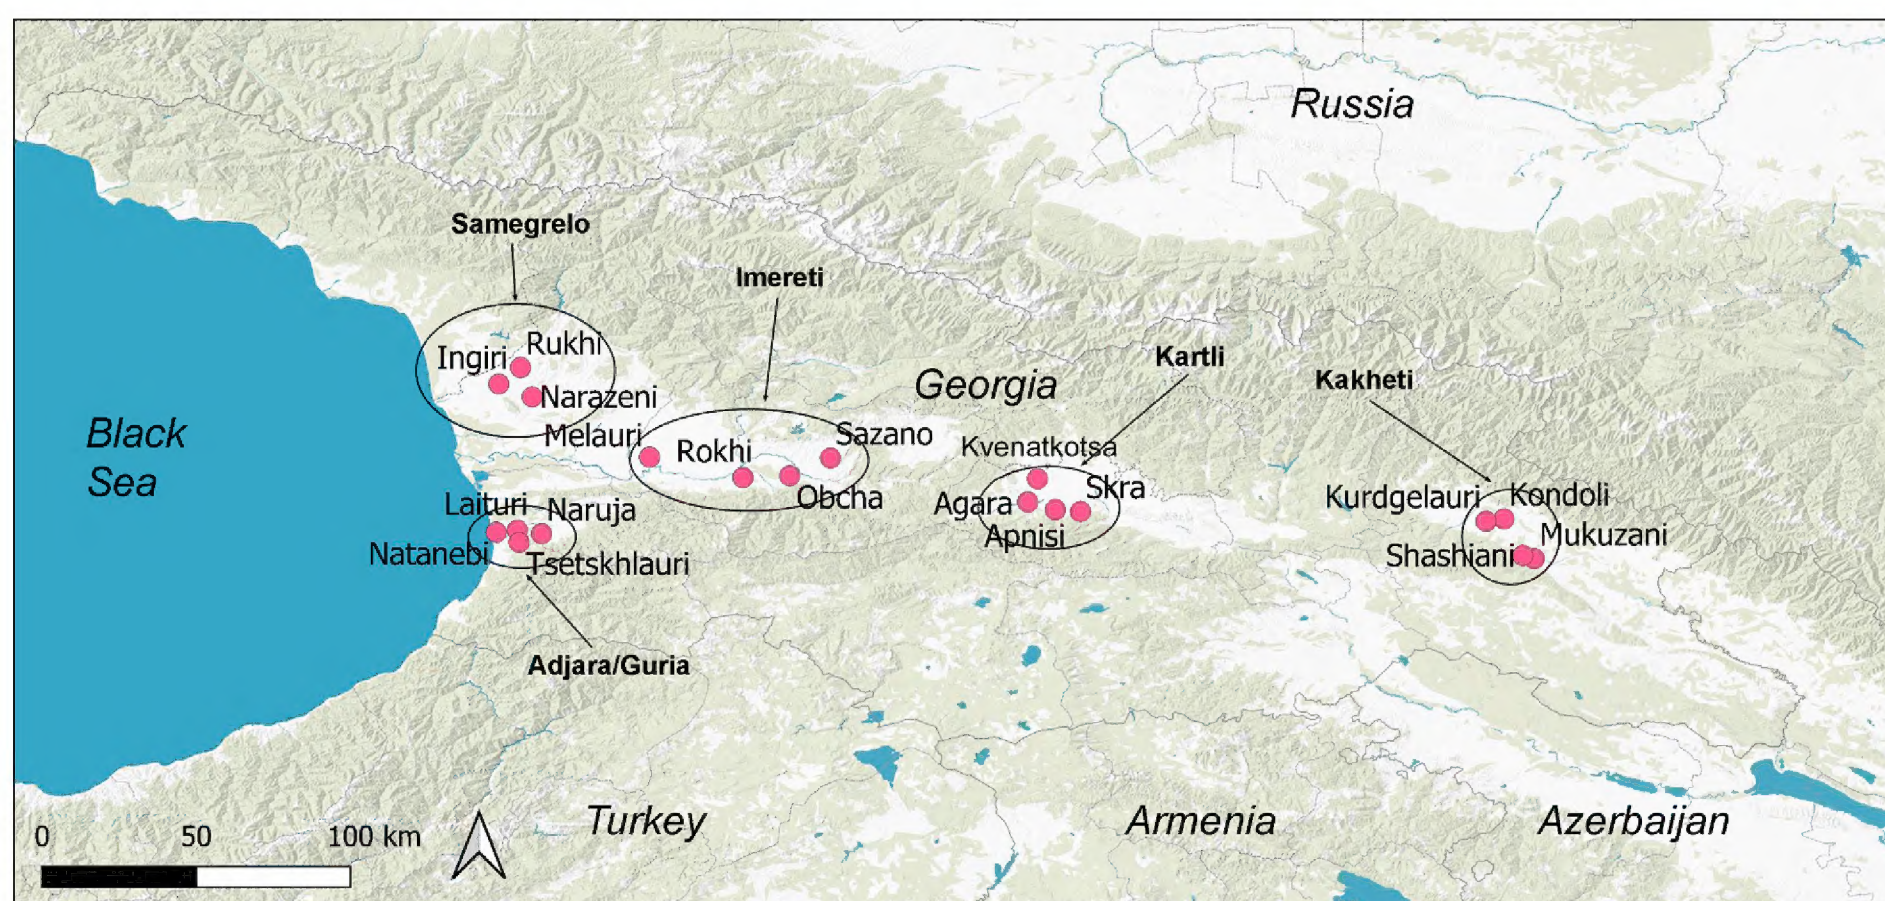 Russia
Samegrelo
Imereti
Rukhi
Ingiri
Narazeni
Georgia
Kartli
Kakheti
Black
Sea
Melauri
Rokhi
Sazano
Obcha
Kvenatkotsa
Agara
Skra
Apnisi
Kurdgelauri
Kondoli
Mukuzani
Shashiani
Laituri
Naruja
Natanebi
Tsetskhlauri
Adjara/Guria
0 50 100 km
Turkey
Armenia
Azerbaijan